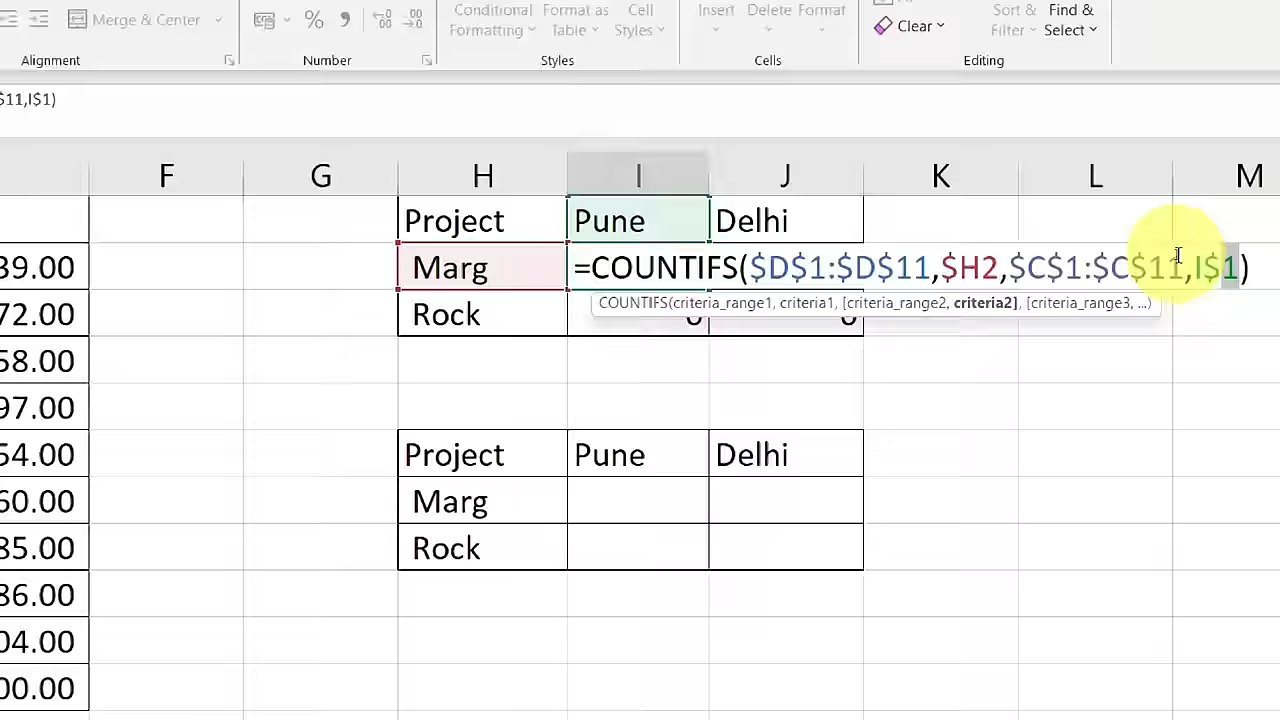 Merge & Center
%
Conditional Formatting
Format as Table
Cell Styles
Insert
Delete
Format
Clear
Sort & Filter
Find & Select
Alignment
Number
Styles
Cells
Editing
$11,I$1)
F G H I J K L M
Project Pune Delhi
39.00 Marg =COUNTIFS($D$1:$D$11,$H2,$C$1:$C$11,I$1)
COUNTIFS(criteria_range1, criteria1, [criteria_range2, criteria2], [criteria_range3, ...)
72.00 Rock 0 0
58.00
97.00
54.00 Project Pune Delhi
60.00 Marg
85.00 Rock
86.00
04.00
00.00